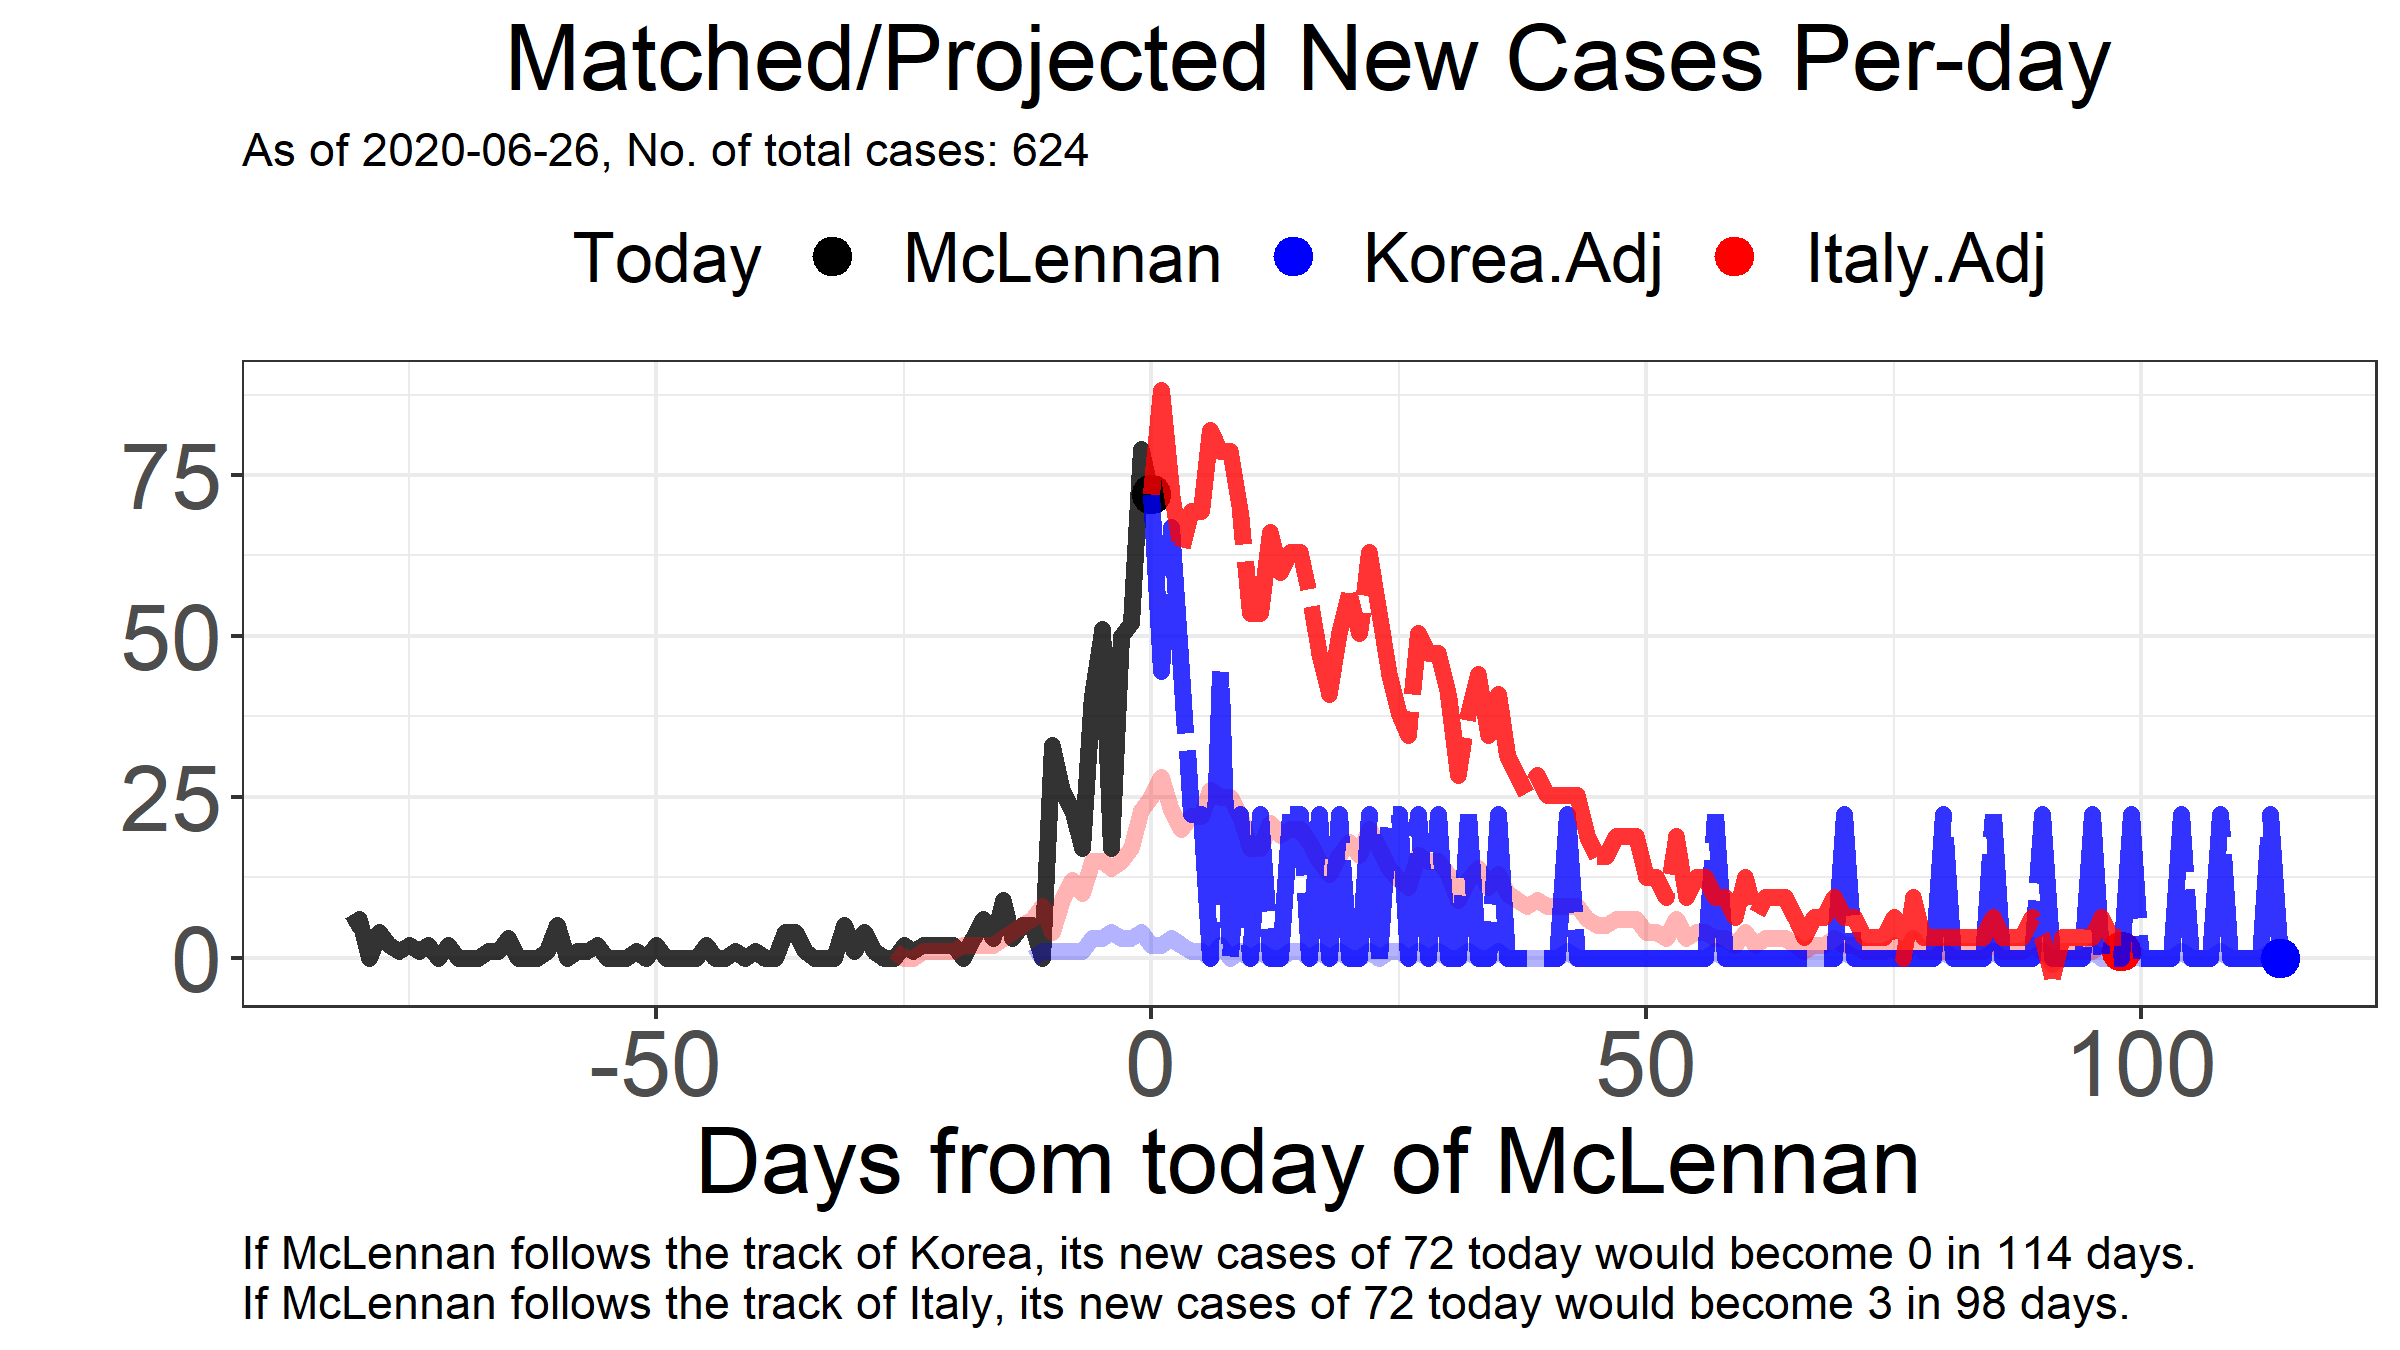 Matched/Projected New Cases Per-day
As of 2020-06-26, No. of total cases: 624
Today McLennan Korea.Adj Italy.Adj
75
50
25
0
-50 0 50 100
Days from today of McLennan
If McLennan follows the track of Korea, its new cases of 72 today would become 0 in 114 days.
If McLennan follows the track of Italy, its new cases of 72 today would become 3 in 98 days.